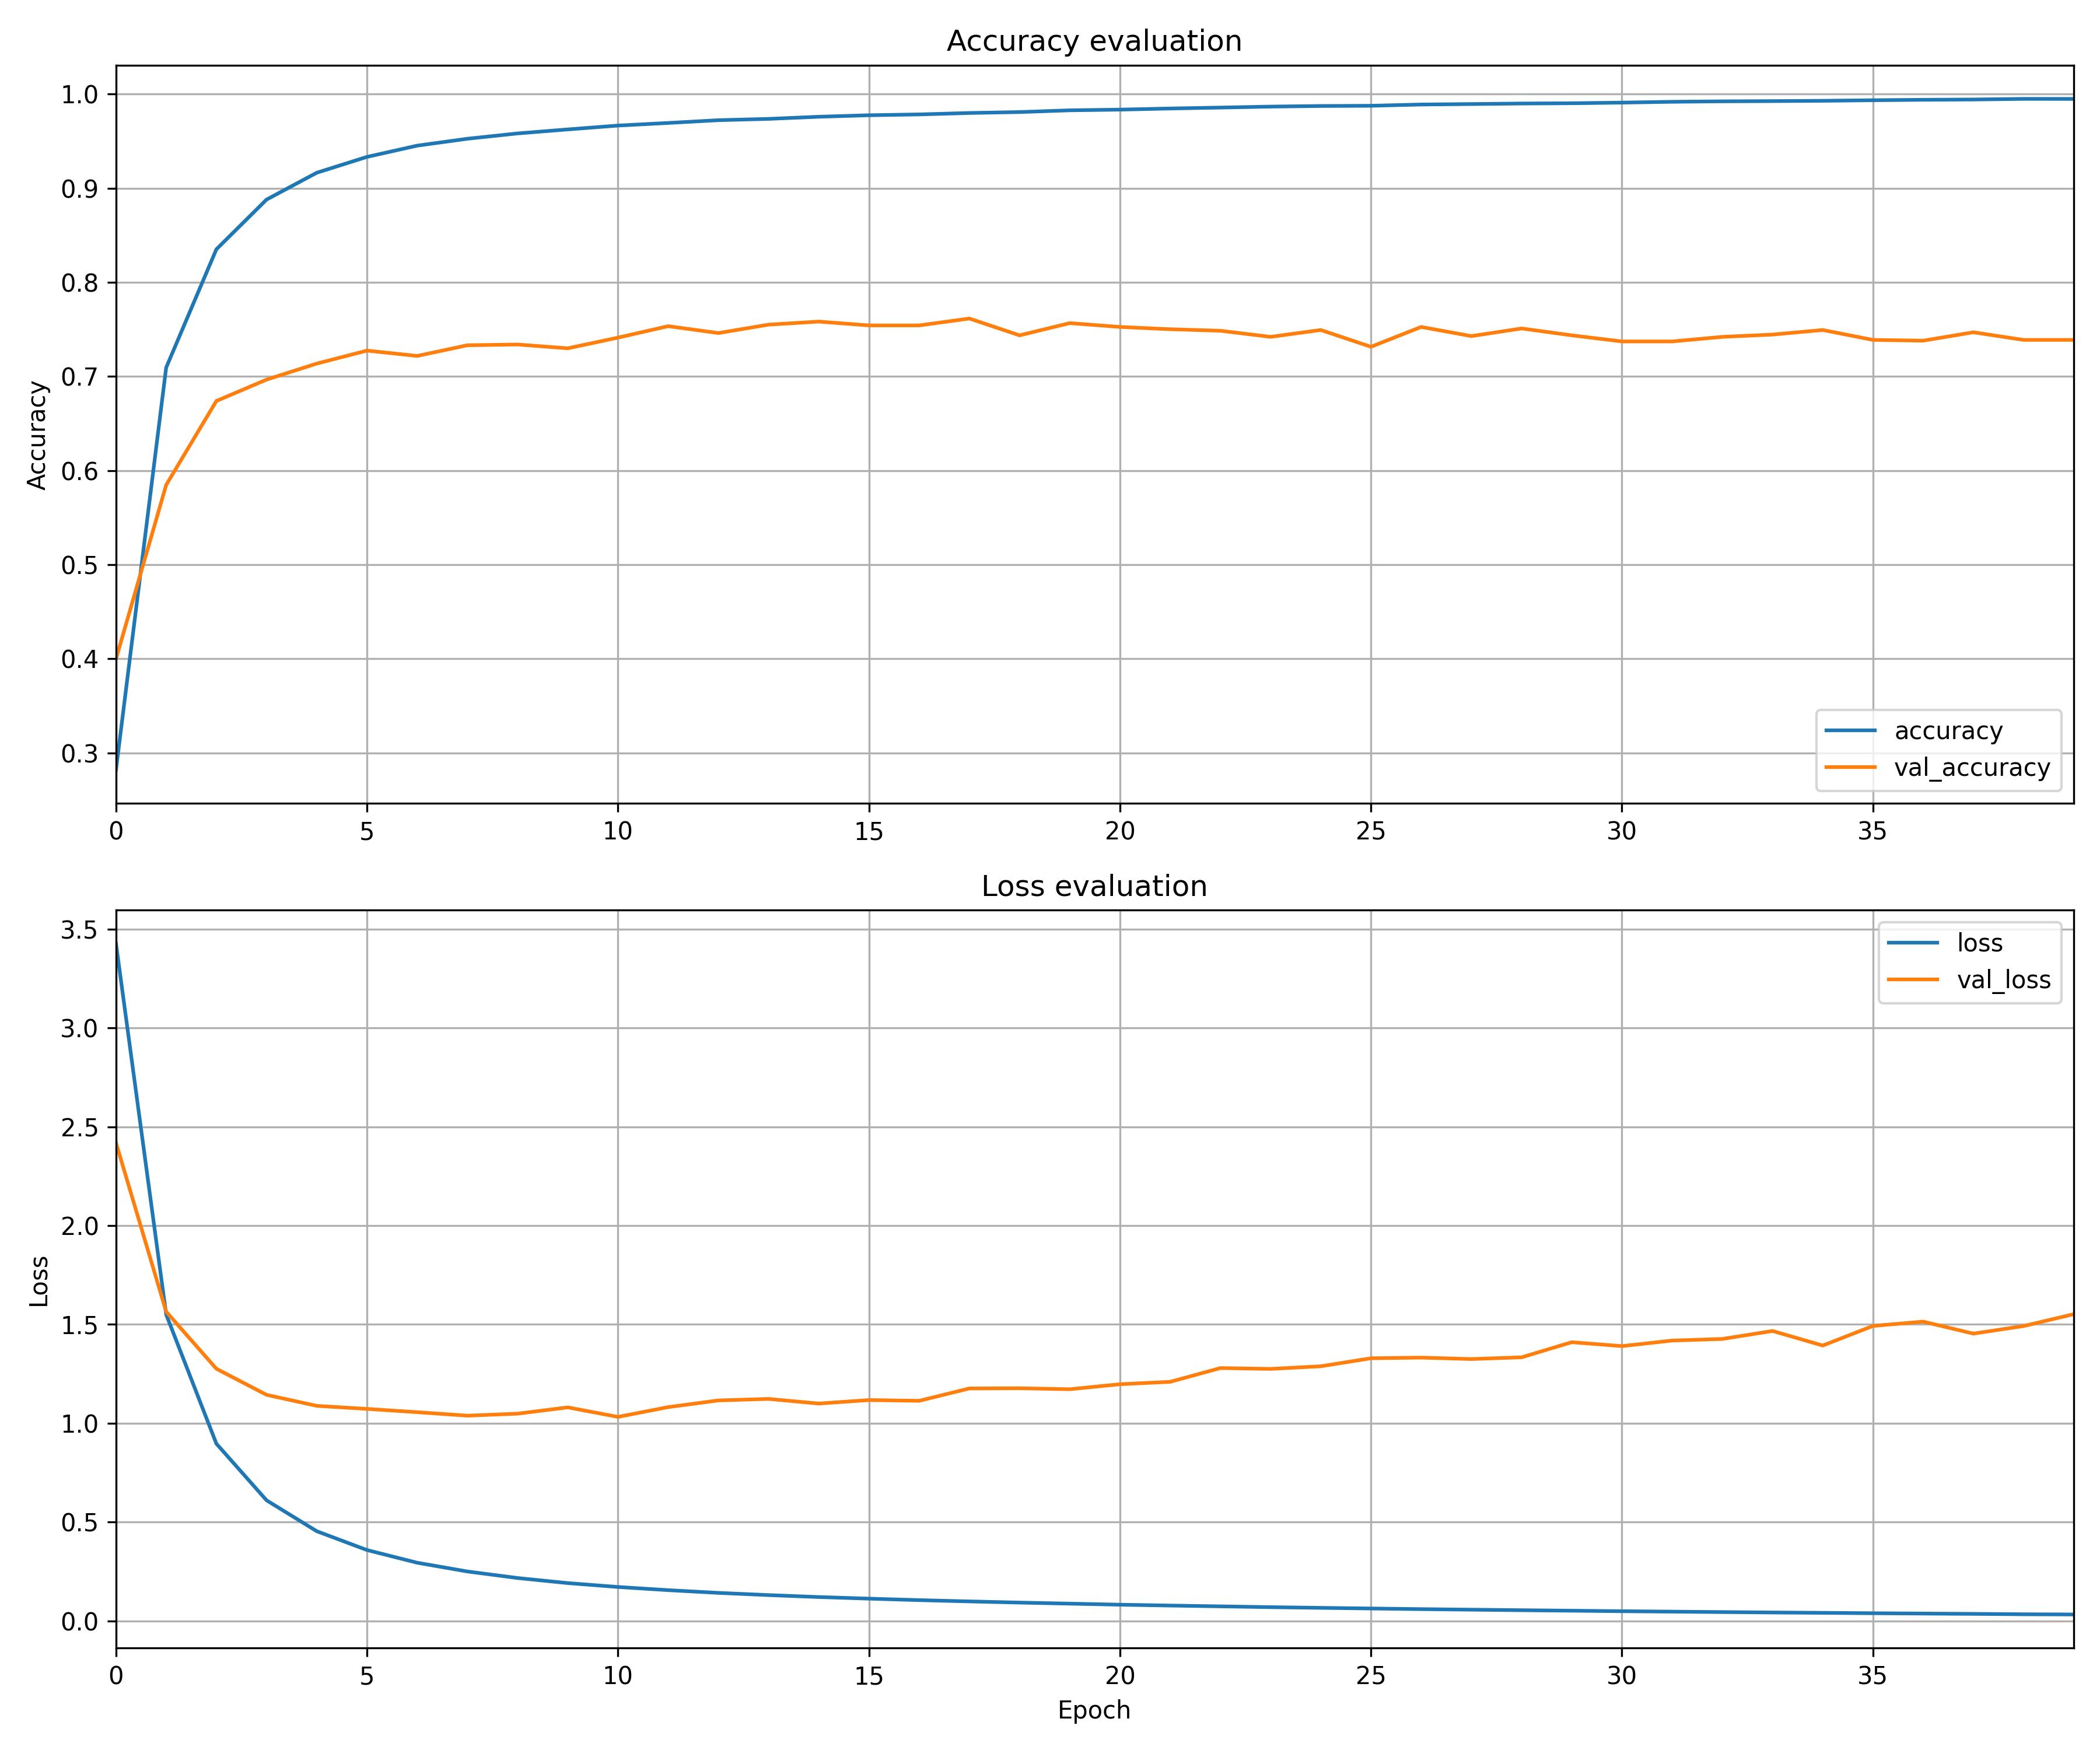 Accuracy evaluation
1.0
0.9
0.8
0.7
0.6
0.5
0.4
0.3
Accuracy
accuracy
val_accuracy
0 5 10 15 20 25 30 35
Loss evaluation
3.5
3.0
2.5
2.0
1.5
1.0
0.5
0.0
Loss
loss
val_loss
0 5 10 15 20 25 30 35
Epoch